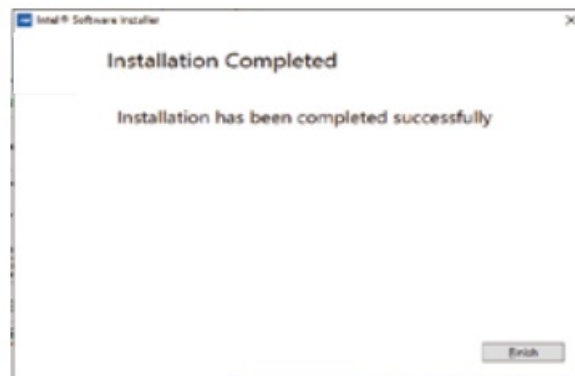 Intel® Software Installer
Installation Completed
Installation has been completed successfully
Finish